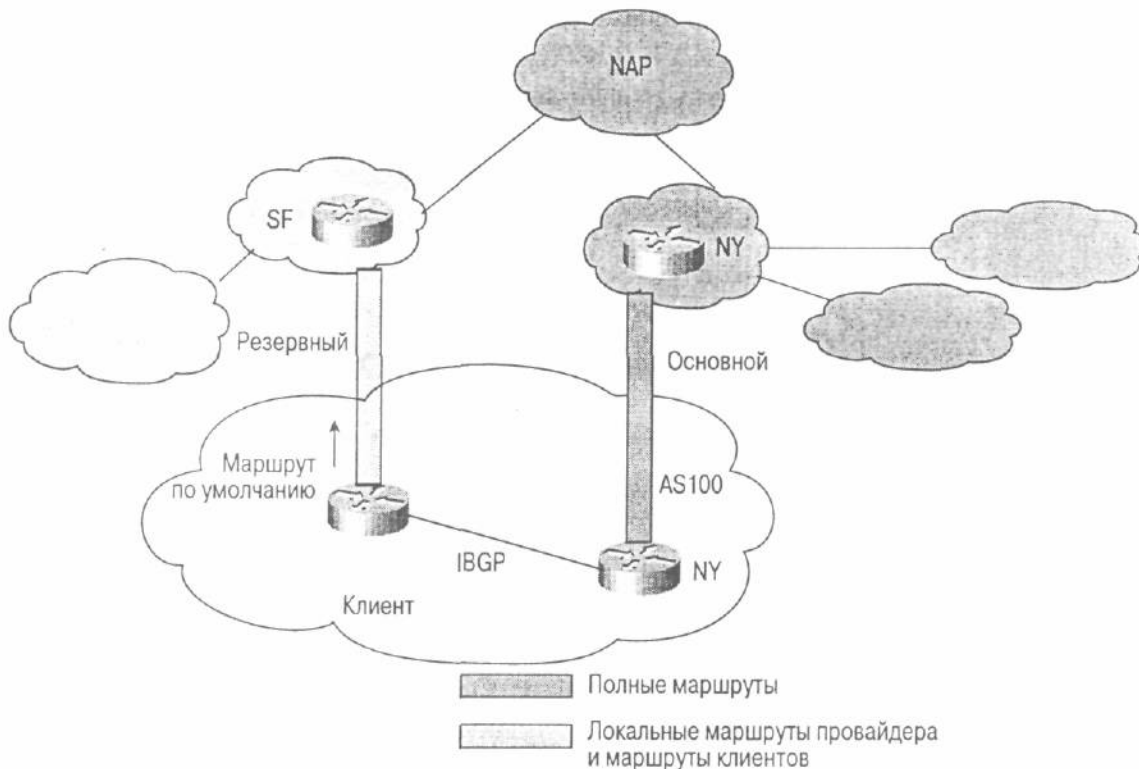 NAP
SF
NY
Резервный
Основной
Маршрут
по умолчанию
AS100
IBGP
NY
Клиент
Полные маршруты
Локальные маршруты провайдера
и маршруты клиентов